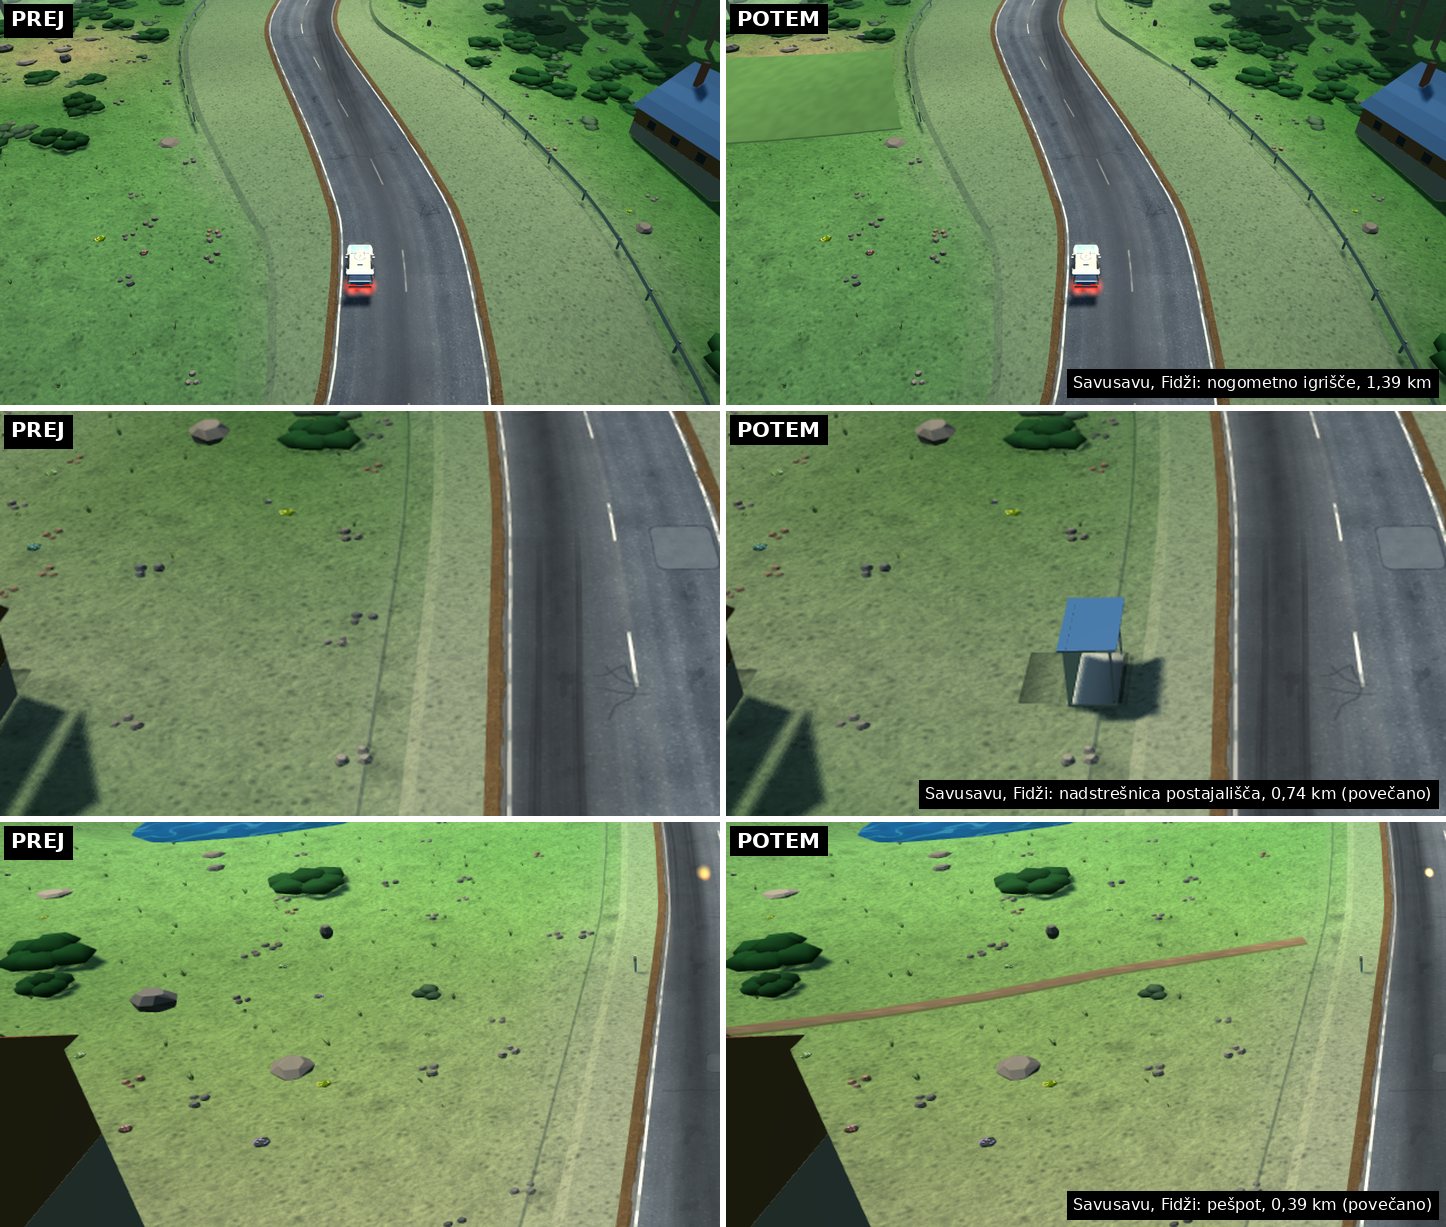 PREJ
POTEM
Savusavu, Fidži: nogometno igrišče, 1,39 km
PREJ
POTEM
Savusavu, Fidži: nadstrešnica postajališča, 0,74 km (povečano)
PREJ
POTEM
Savusavu, Fidži: pešpot, 0,39 km (povečano)